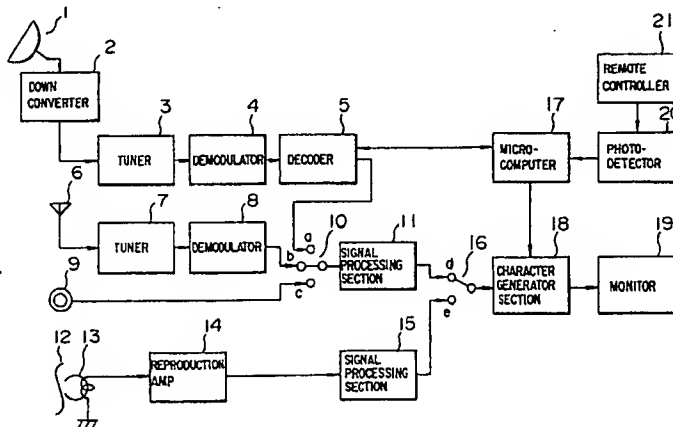 1
2
DOWN
CONVERTER
3
TUNER
4
DEMODULATOR
5
DECODER
17
MICRO-
COMPUTER
21
REMOTE
CONTROLLER
20
PHOTO-
DETECTOR
6
7
TUNER
8
DEMODULATOR
a
b
c
10
11
SIGNAL
PROCESSING
SECTION
d
e
16
18
CHARACTER
GENERATOR
SECTION
19
MONITOR
9
12
13
14
REPRODUCTION
AMP
15
SIGNAL
PROCESSING
SECTION